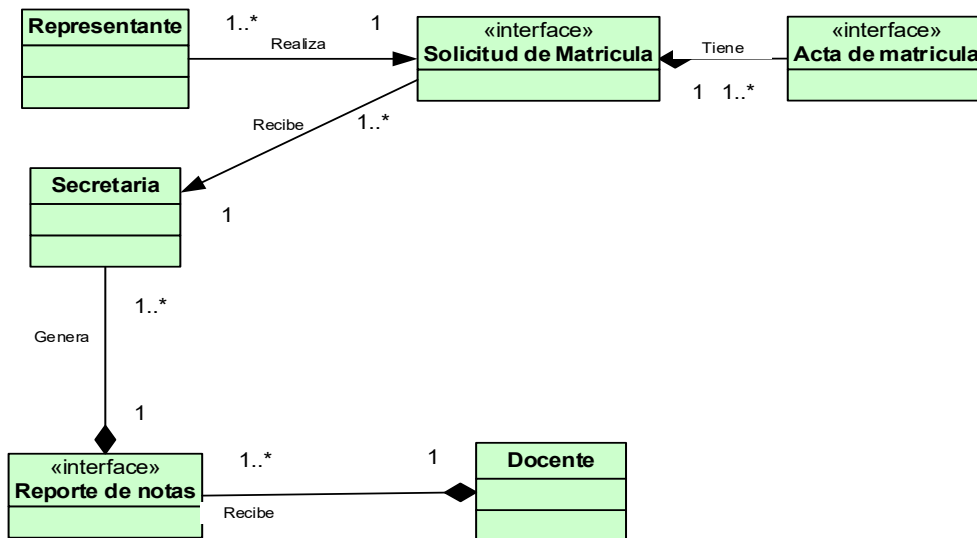 Representante
1..*
1
Realiza
«interface»
Solicitud de Matricula
Tiene
«interface»
Acta de matricula
1
1..*
Recibe
1..*
Secretaria
1
1..*
Genera
1
«interface»
Reporte de notas
1..*
1
Recibe
Docente